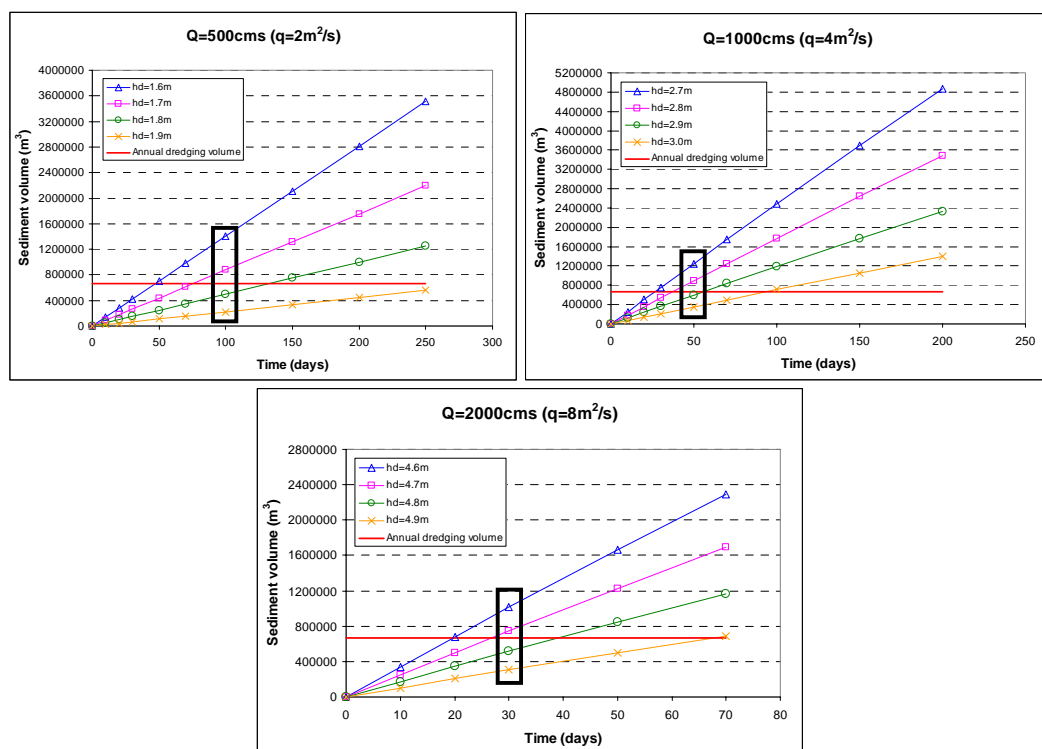 Q=500cms (q=2m²/s)
4000000
3600000
3200000
2800000
2400000
2000000
1600000
1200000
800000
400000
0
Sediment volume (m³)
hd=1.6m
hd=1.7m
hd=1.8m
hd=1.9m
Annual dredging volume
0 50 100 150 200 250 300
Time (days)
Q=1000cms (q=4m²/s)
5200000
4800000
4400000
4000000
3600000
3200000
2800000
2400000
2000000
1600000
1200000
800000
400000
0
Sediment volume (m³)
hd=2.7m
hd=2.8m
hd=2.9m
hd=3.0m
Annual dredging volume
0 50 100 150 200 250
Time (days)
Q=2000cms (q=8m²/s)
2800000
2400000
2000000
1600000
1200000
800000
400000
0
Sediment volume (m³)
hd=4.6m
hd=4.7m
hd=4.8m
hd=4.9m
Annual dredging volume
0 10 20 30 40 50 60 70 80
Time (days)